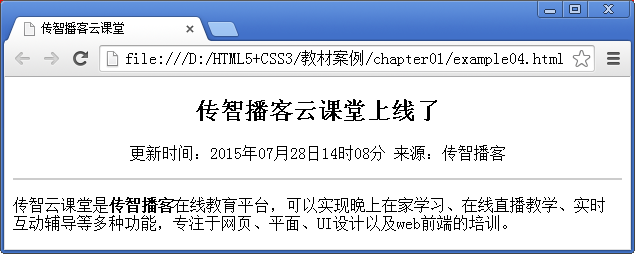 传智播客云课堂
file:///D:/HTML5+CSS3/教材案例/chapter01/example04.html
传智播客云课堂上线了
更新时间：2015年07月28日14时08分 来源：传智播客
传智云课堂是传智播客在线教育平台，可以实现晚上在家学习、在线直播教学、实时
互动辅导等多种功能，专注于网页、平面、UI设计以及web前端的培训。